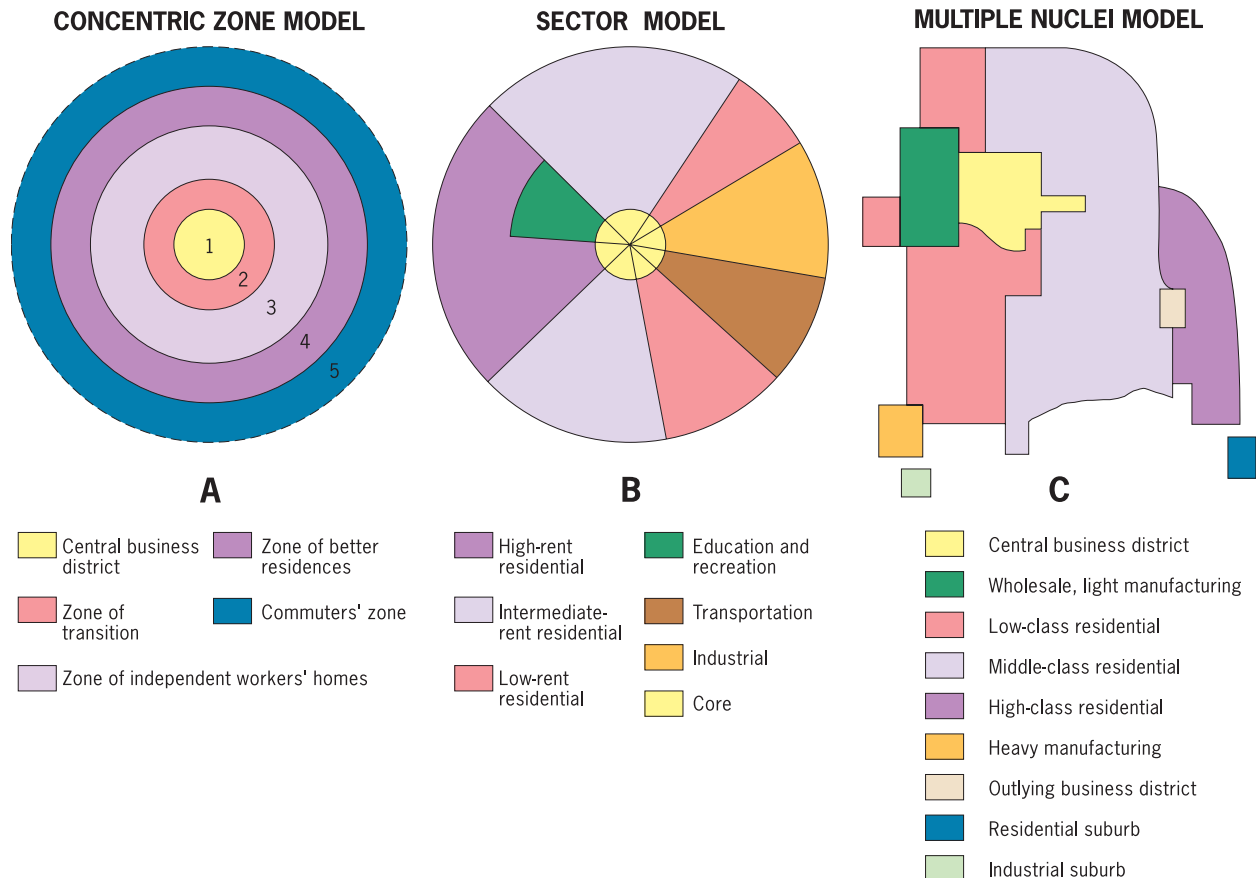 CONCENTRIC ZONE MODEL
1
2
3
4
5
A
Central business
district
Zone of
transition
Zone of independent workers' homes
Zone of better
residences
Commuters' zone
SECTOR MODEL
B
High-rent
residential
Intermediate-
rent residential
Low-rent
residential
Education and
recreation
Transportation
Industrial
Core
MULTIPLE NUCLEI MODEL
C
Central business district
Wholesale, light manufacturing
Low-class residential
Middle-class residential
High-class residential
Heavy manufacturing
Outlying business district
Residential suburb
Industrial suburb